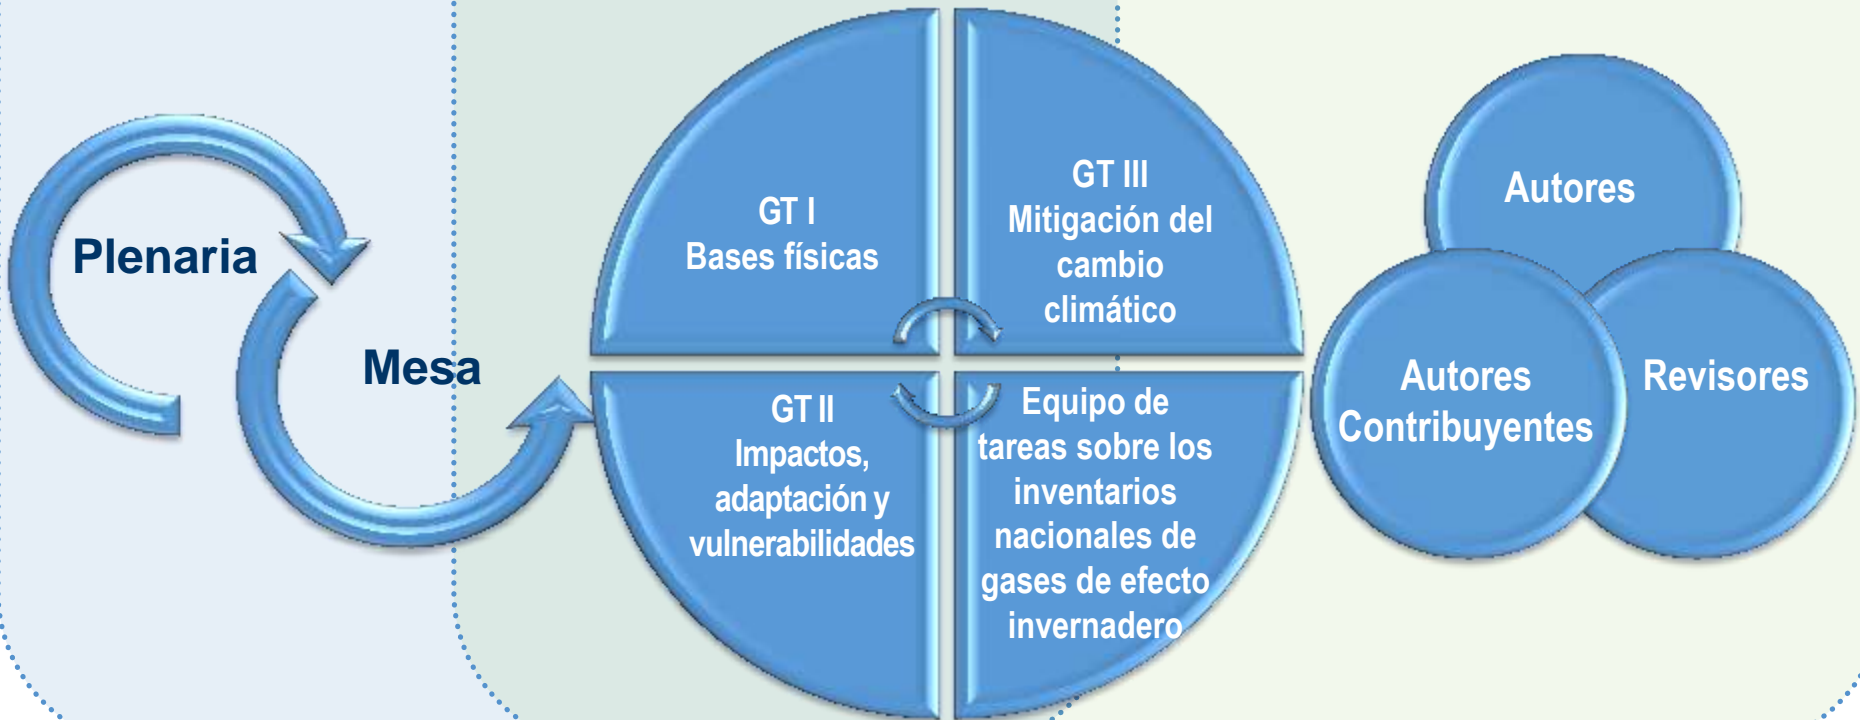 Plenaria
Mesa
GT I
Bases físicas
GT III
Mitigación del
cambio
climático
GT II
Impactos,
adaptación y
vulnerabilidades
Equipo de
tareas sobre los
inventarios
nacionales de
gases de efecto
invernadero
Autores
Autores
Contribuyentes
Revisores